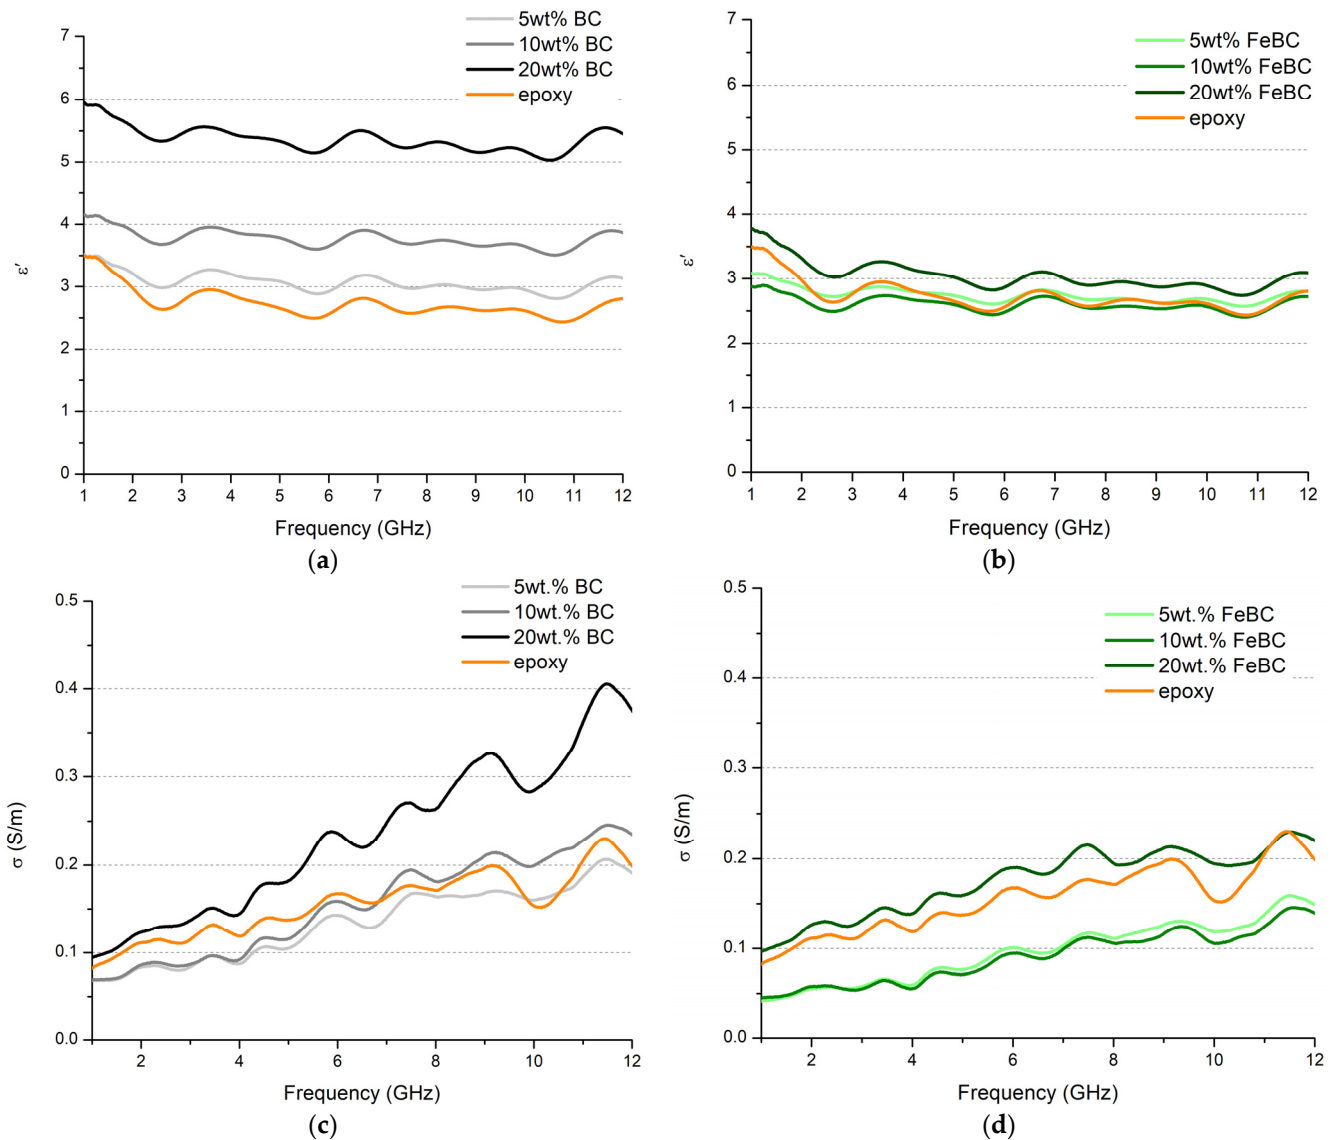 5wt% BC
10wt% BC
20wt% BC
epoxy
7
6
5
4
3
2
1
0
ε′
1 2 3 4 5 6 7 8 9 10 11 12
Frequency (GHz)
(a)
5wt% FeBC
10wt% FeBC
20wt% FeBC
epoxy
7
6
5
4
3
2
1
0
ε′
1 2 3 4 5 6 7 8 9 10 11 12
Frequency (GHz)
(b)
5wt.% BC
10wt.% BC
20wt.% BC
epoxy
0.5
0.4
0.3
0.2
0.1
0.0
σ (S/m)
2 4 6 8 10 12
Frequency (GHz)
(c)
5wt.% FeBC
10wt.% FeBC
20wt.% FeBC
epoxy
0.5
0.4
0.3
0.2
0.1
0.0
σ (S/m)
2 4 6 8 10 12
Frequency (GHz)
(d)